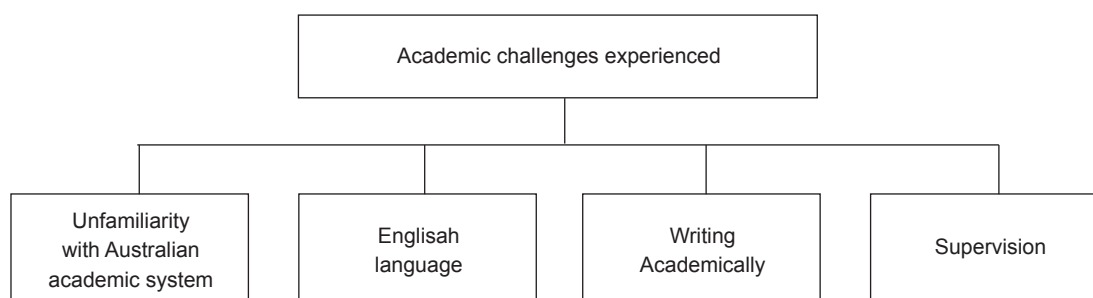 Academic challenges experienced
Unfamiliarity
with Australian
academic system
Englisah
language
Writing
Academically
Supervision